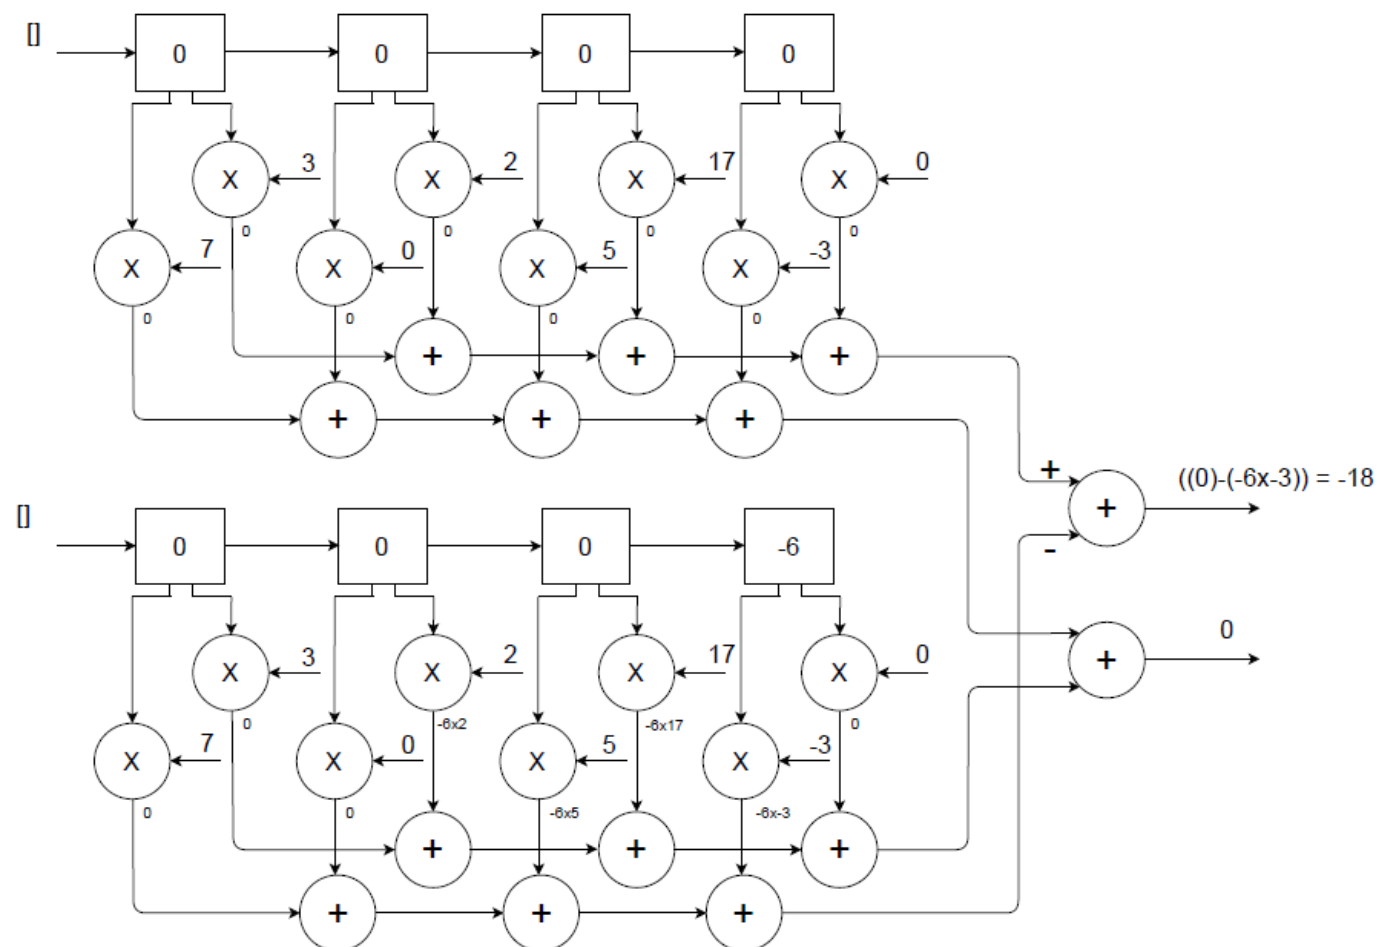 []
0 0 0 0
X 3 X 2 X 17 X 0
0 0 0 0
X 7 X 0 X 5 X -3
0 0 0 0
+ + +
+ + +
+
((0)-(-6x-3)) = -18
+
-
[]
0 0 0 -6
0
+
X 3 X 2 X 17 X 0
0 -6x2 -6x17 0
X 7 X 0 X 5 X -3
0 0 -6x5 -6x-3
+ + +
+ + +